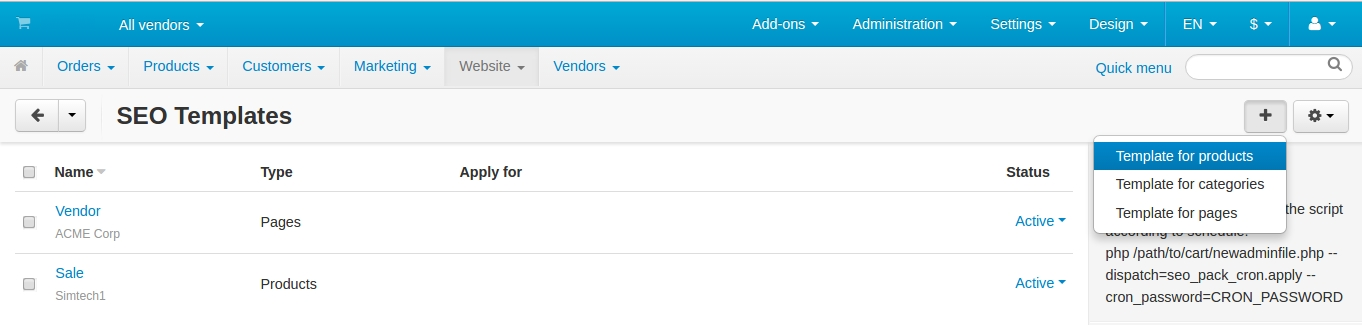 All vendors Add-ons Administration Settings Design EN $
Orders Products Customers Marketing Website Vendors Quick menu
SEO Templates
Template for products
Template for categories
Template for pages
Name Type Apply for Status
Vendor Pages Active
ACME Corp
Sale Products Active
Simtech1
the script
according to schedule:
php /path/to/cart/newadminfile.php --
dispatch=seo_pack_cron.apply --
cron_password=CRON_PASSWORD